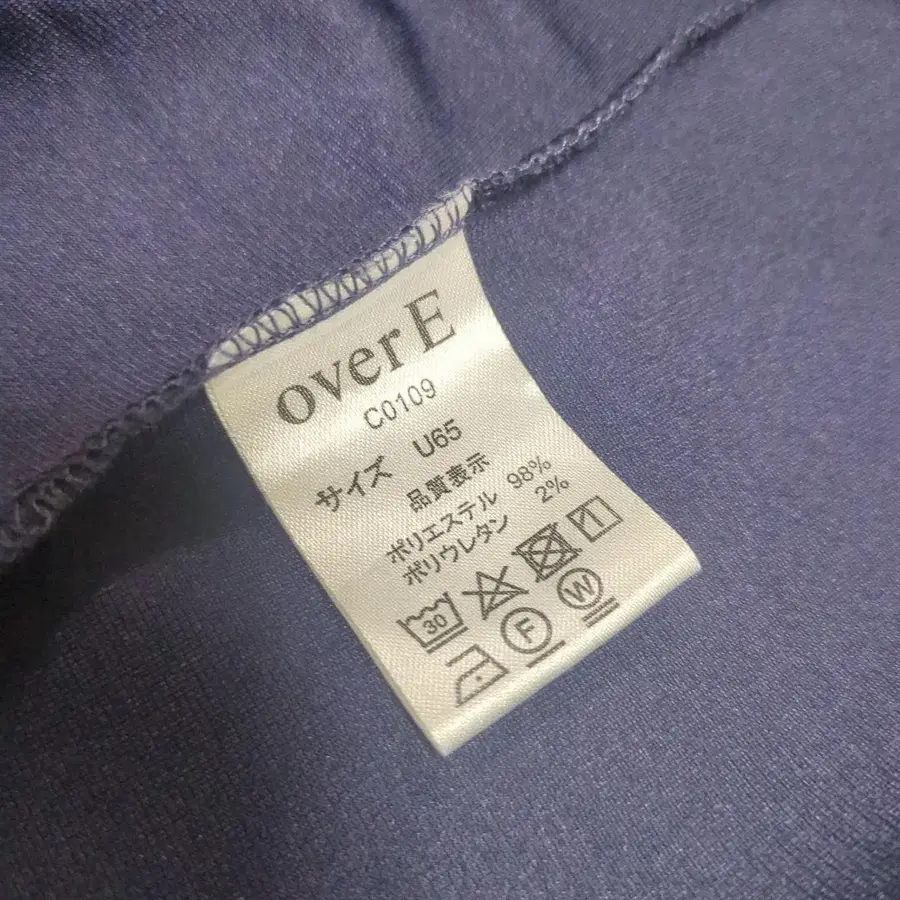 overE
C0109
サイズ U65
品質表示
ポリエステル 98%
ポリウレタン 2%
30
F W